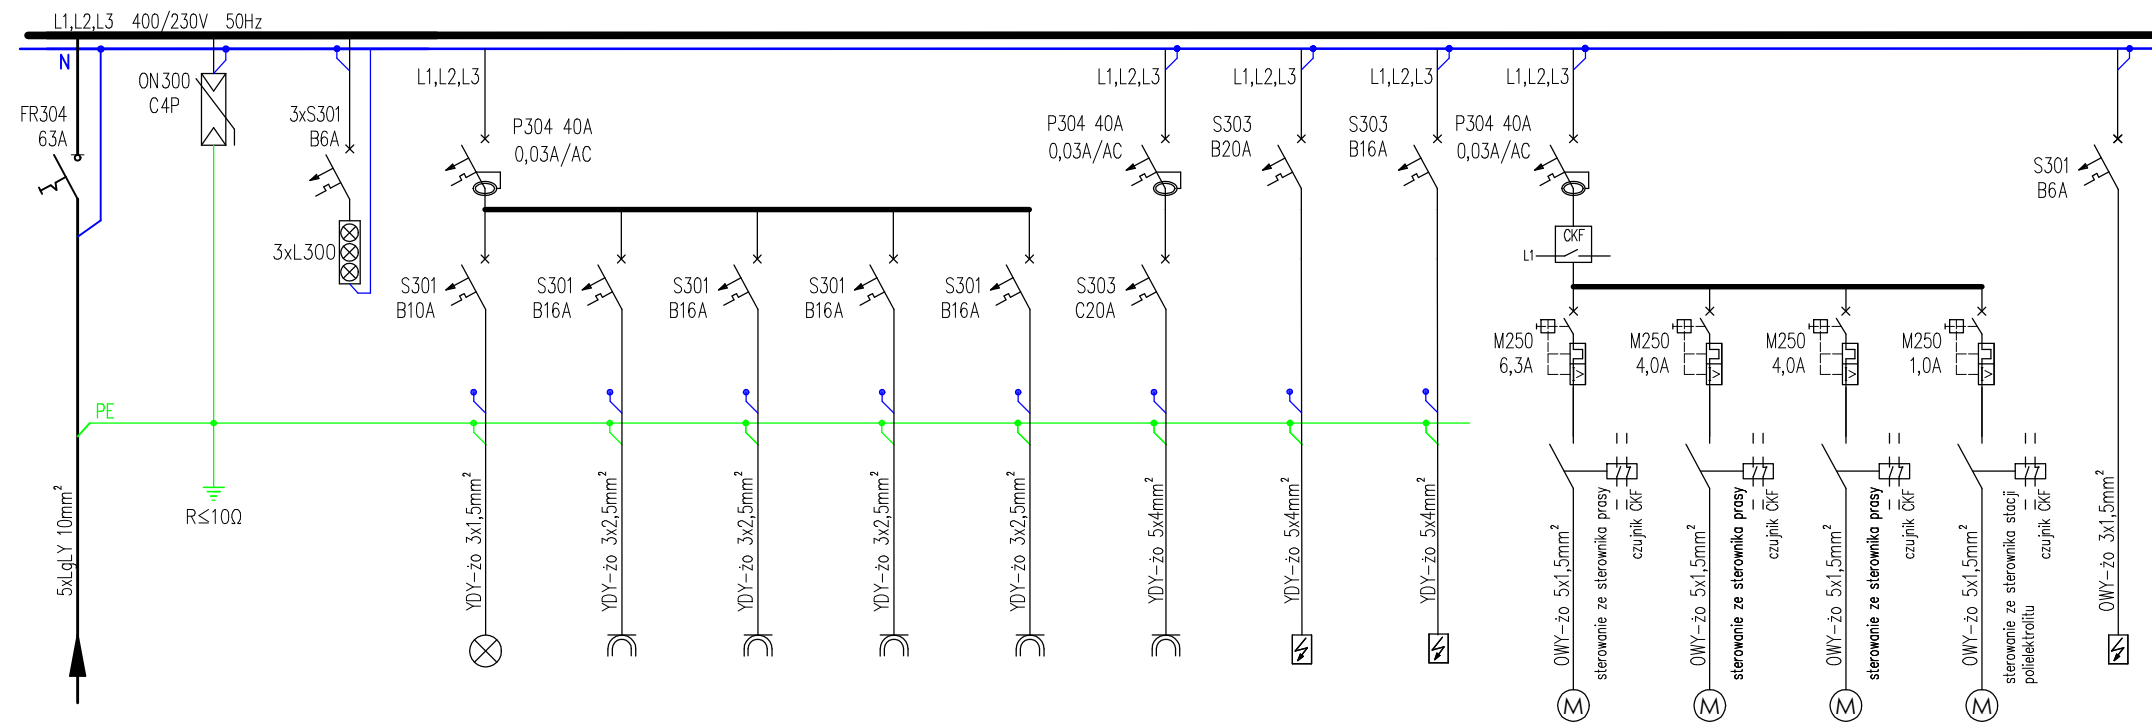 L1,L2,L3 400/230V 50Hz
N
FR304
63A
ON300
C4P
3xS301
B6A
3xL300
L1,L2,L3
P304 40A
0,03A/AC
L1,L2,L3
P304 40A
0,03A/AC
L1,L2,L3
S303
B20A
L1,L2,L3
S303
B16A
L1,L2,L3
P304 40A
0,03A/AC
S301
B6A
CKF
L1
S301
B10A
S301
B16A
S301
B16A
S301
B16A
S301
B16A
S303
C20A
M250
6,3A
M250
4,0A
M250
4,0A
M250
1,0A
PE
R≤10Ω
5xLgLY 10mm²
YDY-żo 3x1,5mm²
YDY-żo 3x2,5mm²
YDY-żo 3x2,5mm²
YDY-żo 3x2,5mm²
YDY-żo 3x2,5mm²
YDY-żo 5x4mm²
YDY-żo 5x4mm²
YDY-żo 5x4mm²
OWY-żo 5x1,5mm²
sterowanie ze sterownika prasy
czujnik CKF
OWY-żo 5x1,5mm²
sterowanie ze sterownika prasy
czujnik CKF
OWY-żo 5x1,5mm²
sterowanie ze sterownika prasy
czujnik CKF
OWY-żo 5x1,5mm²
sterowanie ze sterownika stacji
polielektrolitu
czujnik CKF
OWY-żo 3x1,5mm²
M
M
M
M